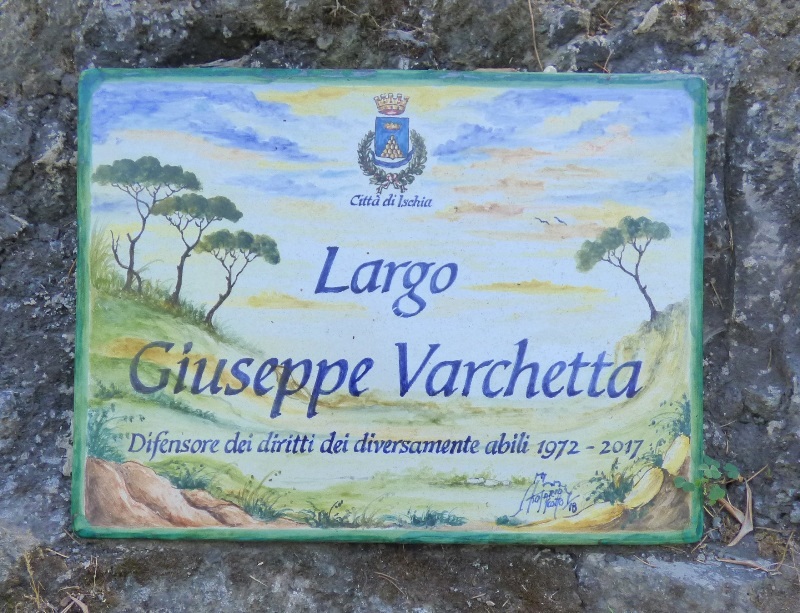 Città di Ischia
Largo
Giuseppe Varchetta
Difensore dei diritti dei diversamente abili 1972 - 2017